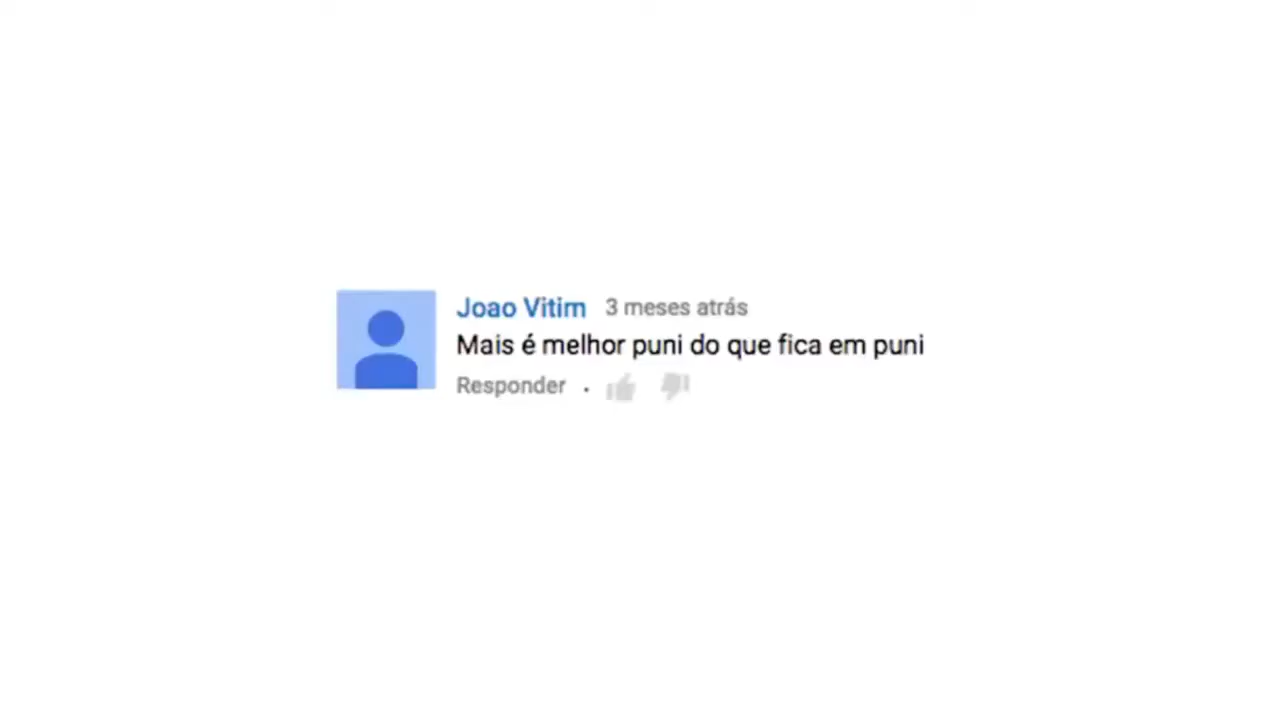 Joao Vitim 3 meses atrás
Mais é melhor puni do que fica em puni
Responder .